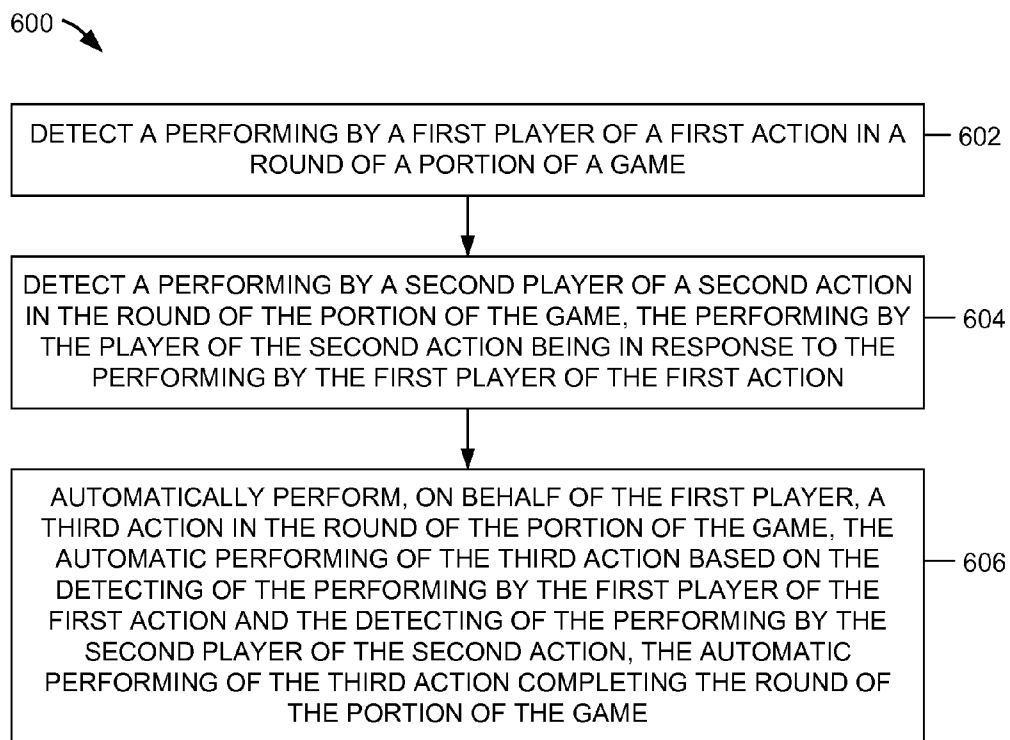 600
DETECT A PERFORMING BY A FIRST PLAYER OF A FIRST ACTION IN A
ROUND OF A PORTION OF A GAME
602
DETECT A PERFORMING BY A SECOND PLAYER OF A SECOND ACTION
IN THE ROUND OF THE PORTION OF THE GAME, THE PERFORMING BY
THE PLAYER OF THE SECOND ACTION BEING IN RESPONSE TO THE
PERFORMING BY THE FIRST PLAYER OF THE FIRST ACTION
604
AUTOMATICALLY PERFORM, ON BEHALF OF THE FIRST PLAYER, A
THIRD ACTION IN THE ROUND OF THE PORTION OF THE GAME, THE
AUTOMATIC PERFORMING OF THE THIRD ACTION BASED ON THE
DETECTING OF THE PERFORMING BY THE FIRST PLAYER OF THE
FIRST ACTION AND THE DETECTING OF THE PERFORMING BY THE
SECOND PLAYER OF THE SECOND ACTION, THE AUTOMATIC
PERFORMING OF THE THIRD ACTION COMPLETING THE ROUND OF
THE PORTION OF THE GAME
606